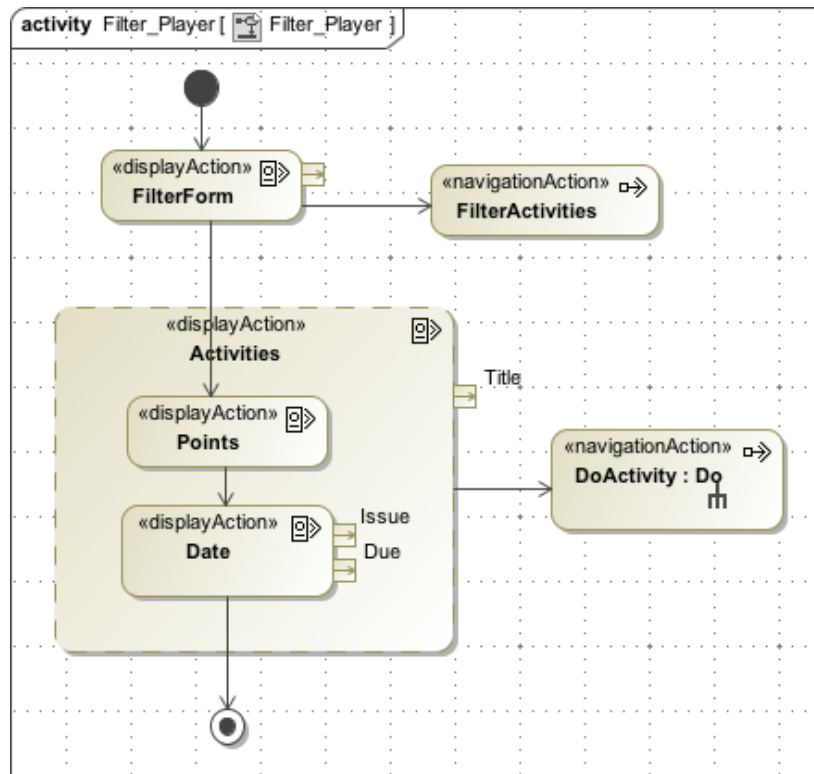 activity Filter_Player [ Filter_Player ]
«displayAction»
FilterForm
«navigationAction»
FilterActivities
«displayAction»
Activities
Title
«displayAction»
Points
«navigationAction»
DoActivity : Do
«displayAction»
Date
Issue
Due